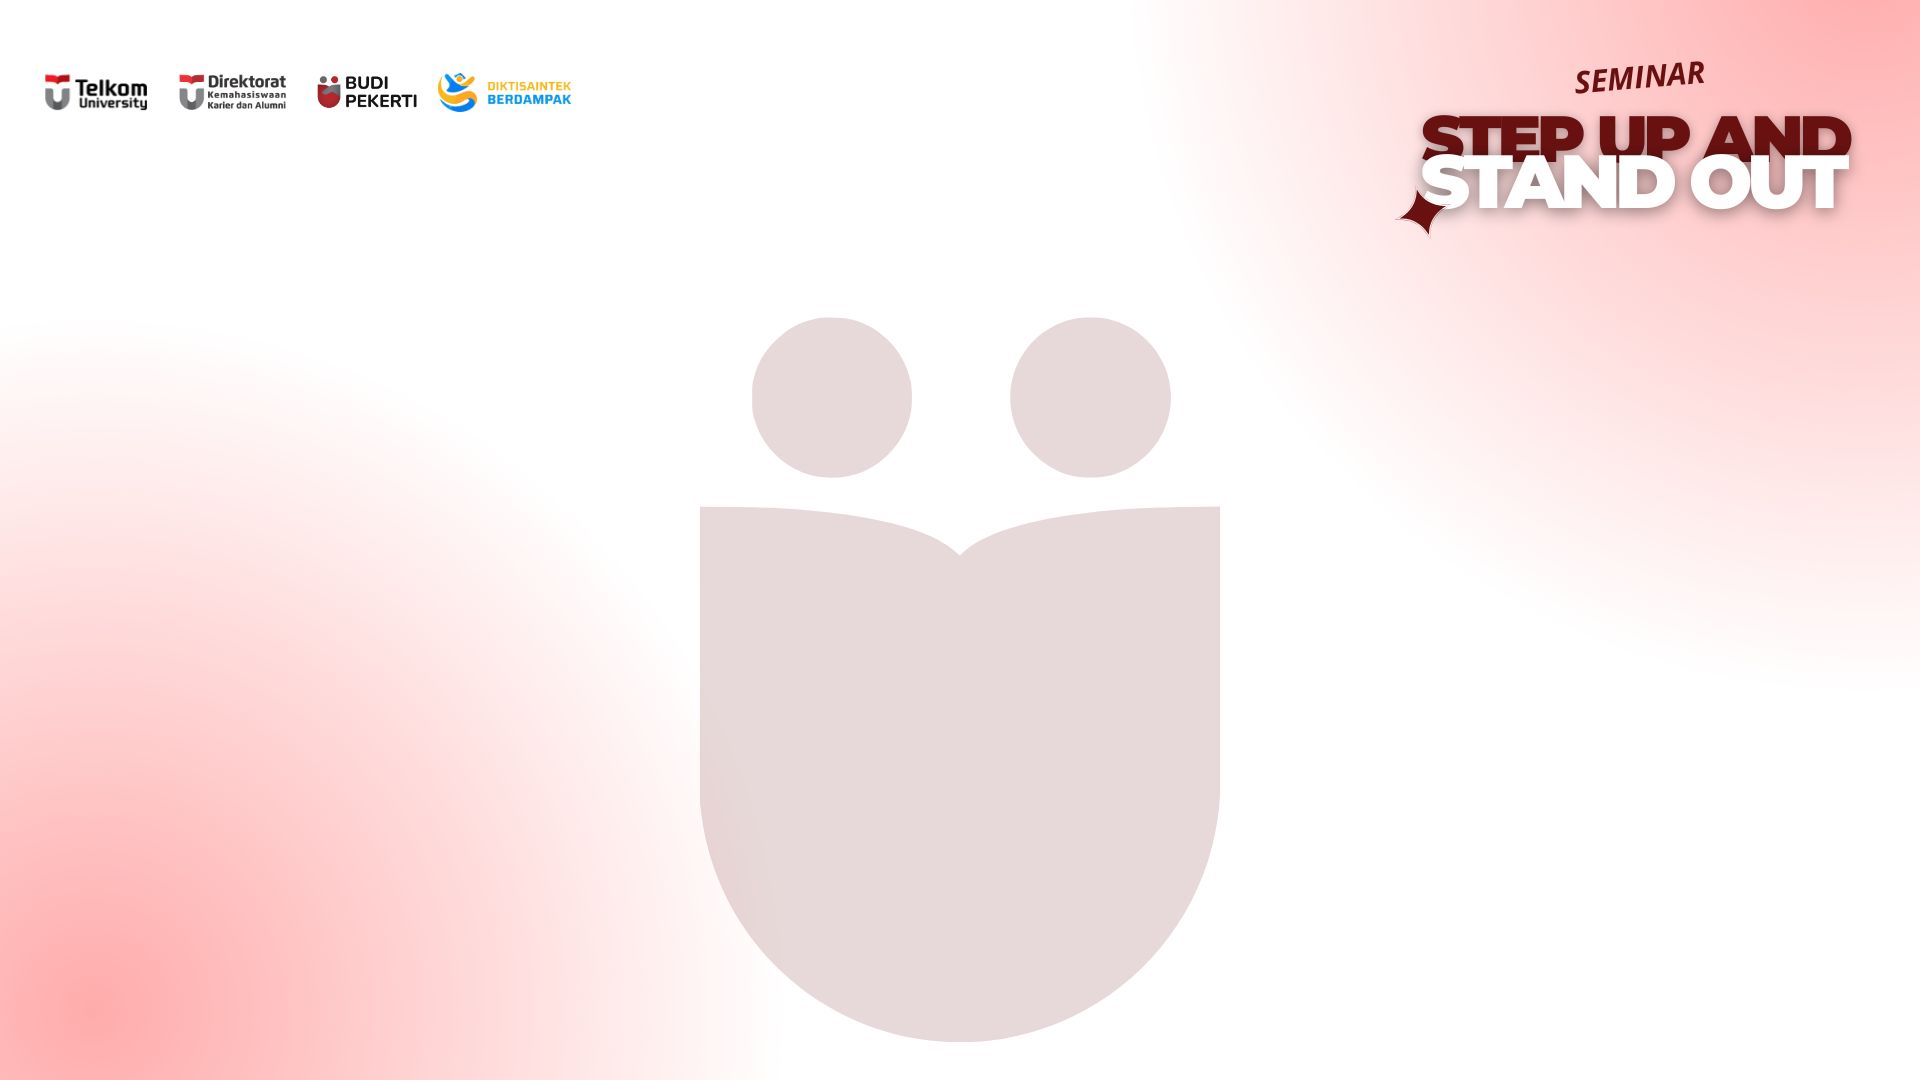 Telkom
University
Direktorat
Kemahasiswaan
Karier dan Alumni
BUDI
PEKERTI
DIKTISAINTEK
BERDAMPAK
SEMINAR
STEP UP AND
STAND OUT